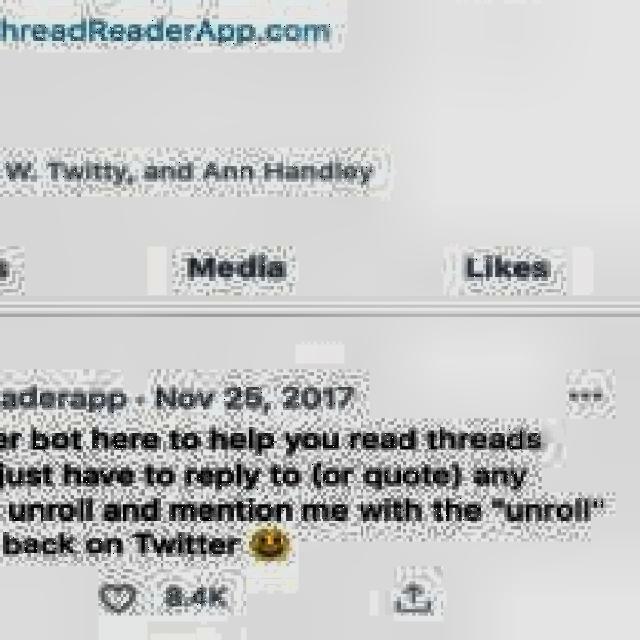 hreadReaderApp.com
W. Twitty, and Ann Handley
s Media Likes
aderapp · Nov 25, 2017 ...
er bot here to help you read threads
just have to reply to (or quote) any
unroll and mention me with the "unroll"
back on Twitter 😀
8.4K